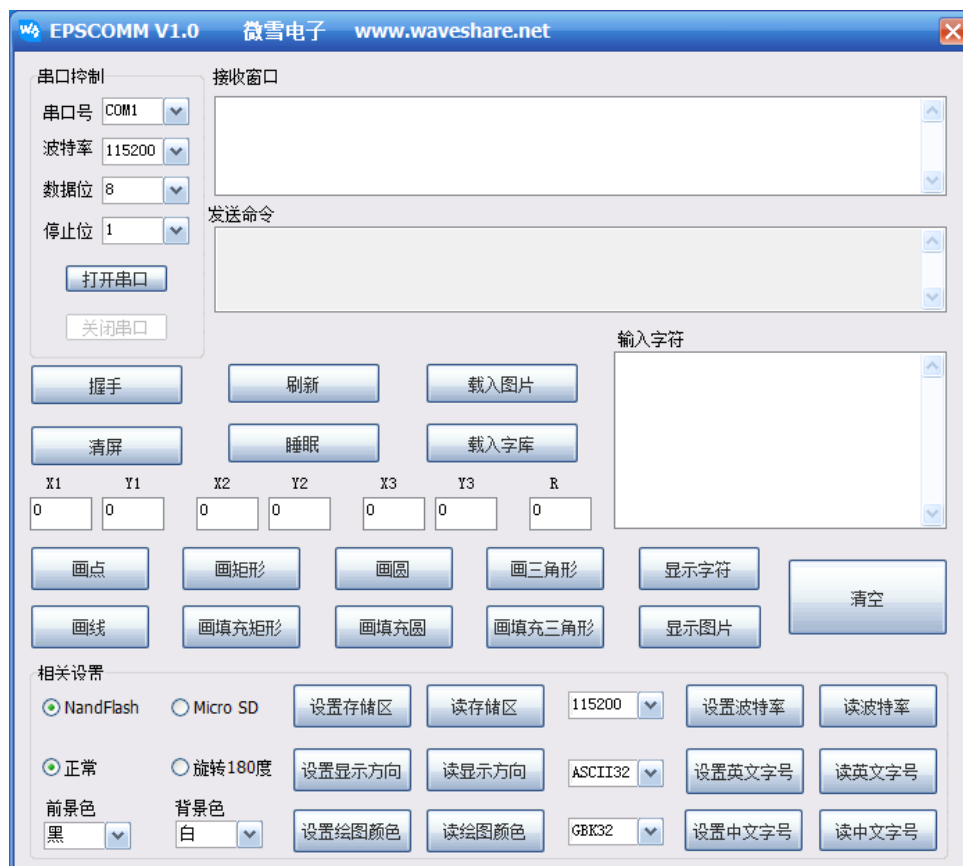 EPSCOMM V1.0 微雪电子 www.waveshare.net
串口控制
串口号 COM1
波特率 115200
数据位 8
停止位 1
打开串口
关闭串口
接收窗口
发送命令
输入字符
握手 刷新 载入图片
清屏 睡眠 载入字库
X1 Y1 X2 Y2 X3 Y3 R
0 0 0 0 0 0 0
画点 画矩形 画圆 画三角形 显示字符
清空
画线 画填充矩形 画填充圆 画填充三角形 显示图片
相关设置
NandFlash Micro SD 设置存储区 读存储区 115200 设置波特率 读波特率
正常 旋转180度 设置显示方向 读显示方向 ASCII32 设置英文字号 读英文字号
前景色 背景色
黑 白 设置绘图颜色 读绘图颜色 GBK32 设置中文字号 读中文字号